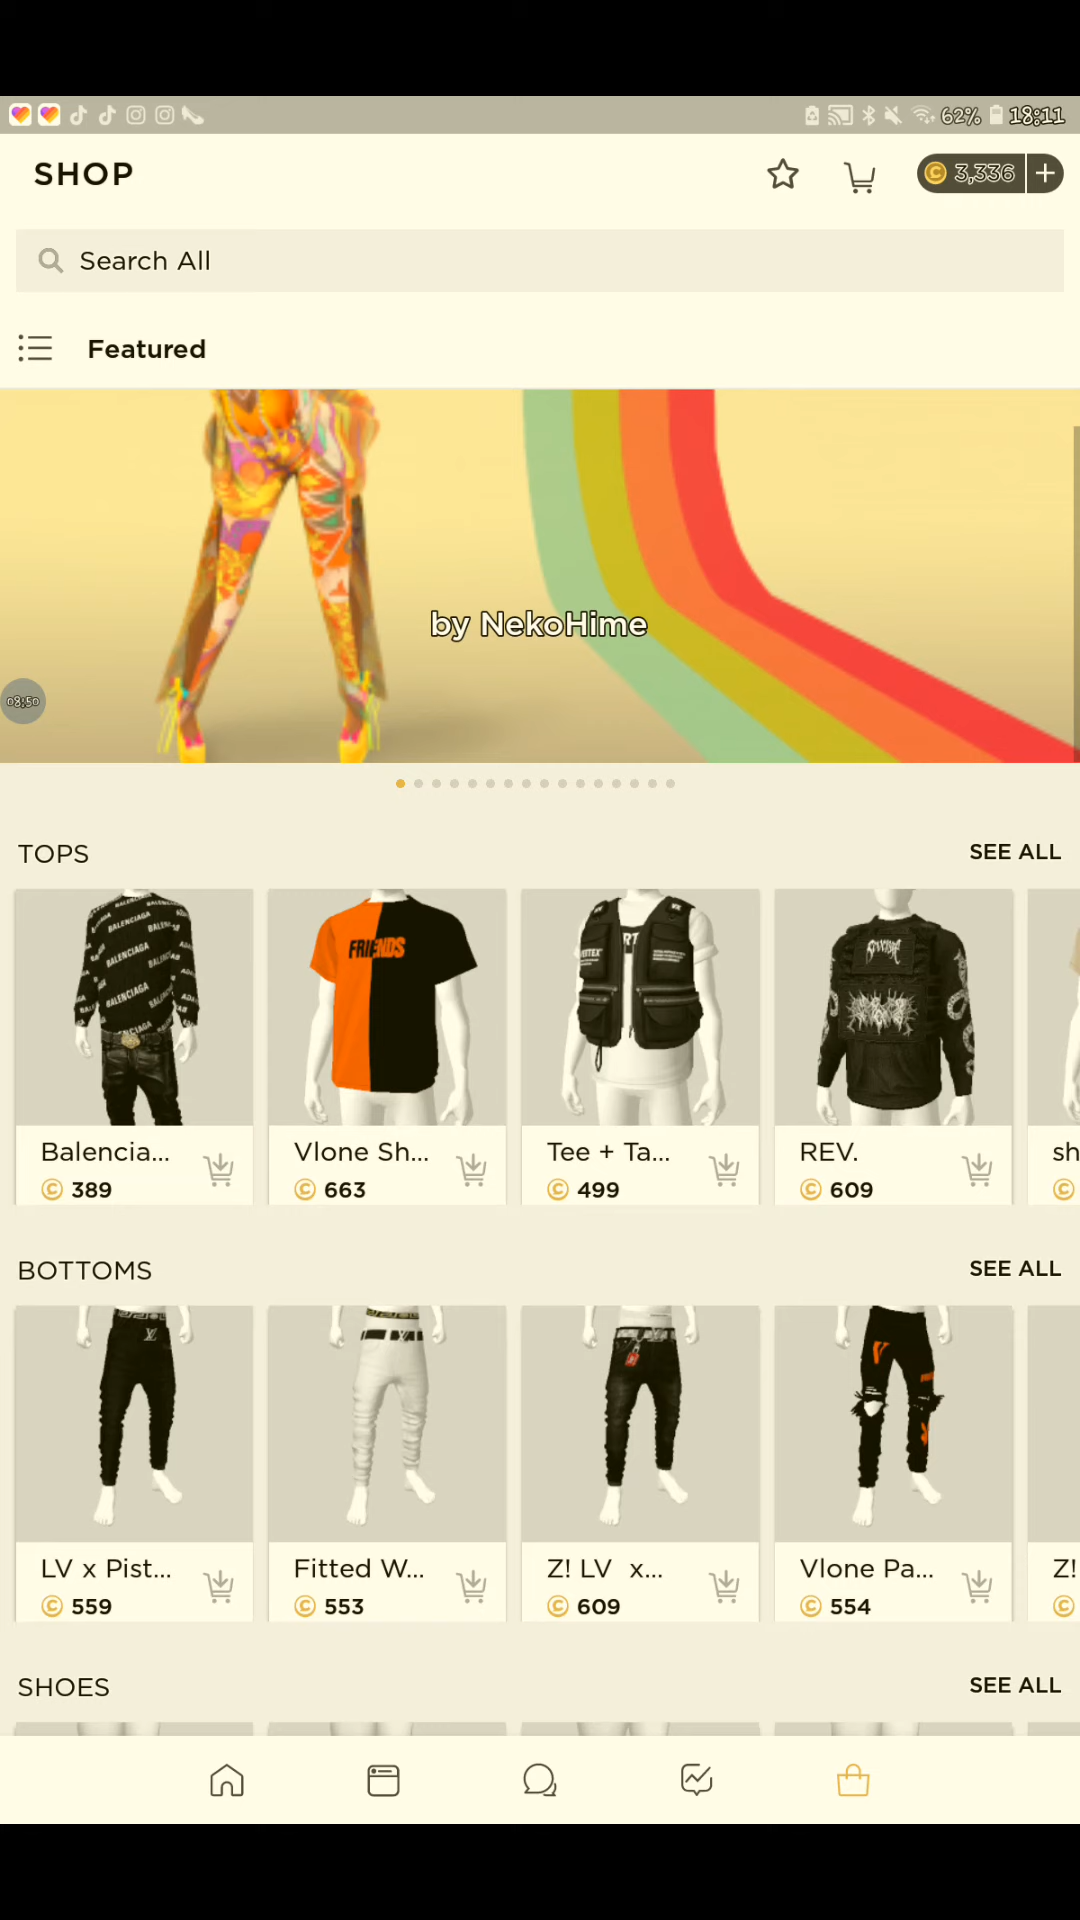 62% 18:11
SHOP
3,336
Search All
Featured
by NekoHime
08:50
TOPS SEE ALL
BALENCIAGA
FRIENDS
Balencia... Vlone Sh... Tee + Ta... REV. sh
389 663 499 609
BOTTOMS SEE ALL
LV x Pist... Fitted W... Z! LV x... Vlone Pa... Z!
559 553 609 554
SHOES SEE ALL